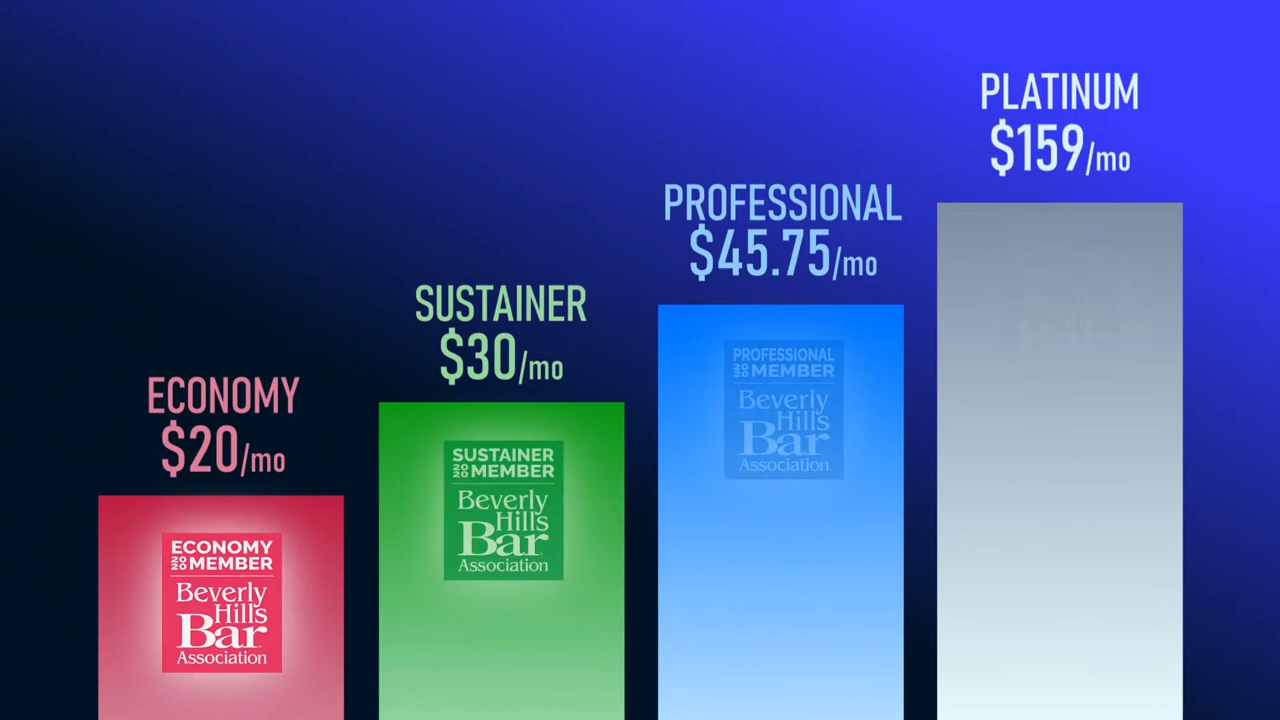 PLATINUM
$159/mo
PROFESSIONAL
$45.75/mo
SUSTAINER
$30/mo
ECONOMY
$20/mo
PROFESSIONAL
2020 MEMBER
Beverly
Hills
Bar
Association
SUSTAINER
2020 MEMBER
Beverly
Hills
Bar
Association
ECONOMY
2020 MEMBER
Beverly
Hills
Bar
Association